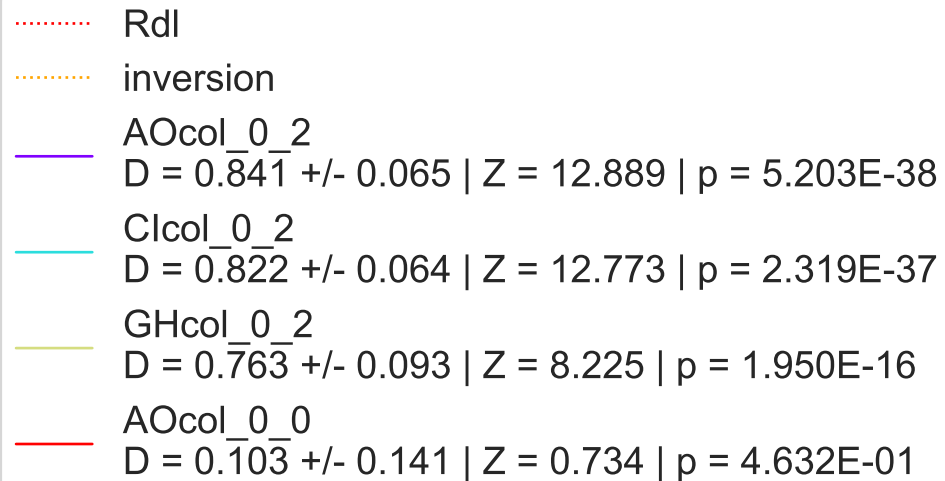 Rdl
inversion
AOcol_0_2
D = 0.841 +/- 0.065 | Z = 12.889 | p = 5.203E-38
CIcol_0_2
D = 0.822 +/- 0.064 | Z = 12.773 | p = 2.319E-37
GHcol_0_2
D = 0.763 +/- 0.093 | Z = 8.225 | p = 1.950E-16
AOcol_0_0
D = 0.103 +/- 0.141 | Z = 0.734 | p = 4.632E-01